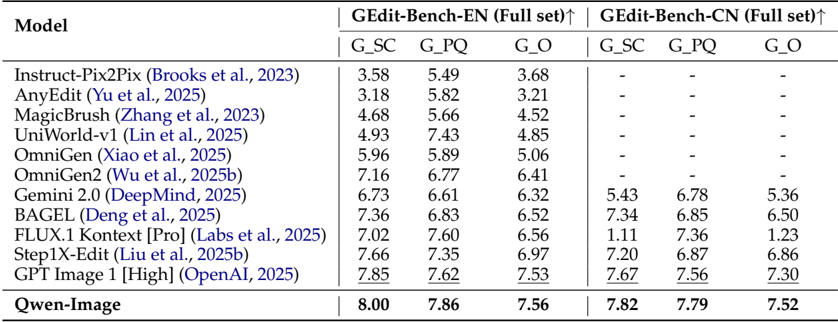 Model GEdit-Bench-EN (Full set)↑ GEdit-Bench-CN (Full set)↑
G_SC G_PQ G_O G_SC G_PQ G_O
Instruct-Pix2Pix (Brooks et al., 2023) 3.58 5.49 3.68 - - -
AnyEdit (Yu et al., 2025) 3.18 5.82 3.21 - - -
MagicBrush (Zhang et al., 2023) 4.68 5.66 4.52 - - -
UniWorld-v1 (Lin et al., 2025) 4.93 7.43 4.85 - - -
OmniGen (Xiao et al., 2025) 5.96 5.89 5.06 - - -
OmniGen2 (Wu et al., 2025b) 7.16 6.77 6.41 - - -
Gemini 2.0 (DeepMind, 2025) 6.73 6.61 6.32 5.43 6.78 5.36
BAGEL (Deng et al., 2025) 7.36 6.83 6.52 7.34 6.85 6.50
FLUX.1 Kontext [Pro] (Labs et al., 2025) 7.02 7.60 6.56 1.11 7.36 1.23
Step1X-Edit (Liu et al., 2025b) 7.66 7.35 6.97 7.20 6.87 6.86
GPT Image 1 [High] (OpenAI, 2025) 7.85 7.62 7.53 7.67 7.56 7.30
Qwen-Image 8.00 7.86 7.56 7.82 7.79 7.52